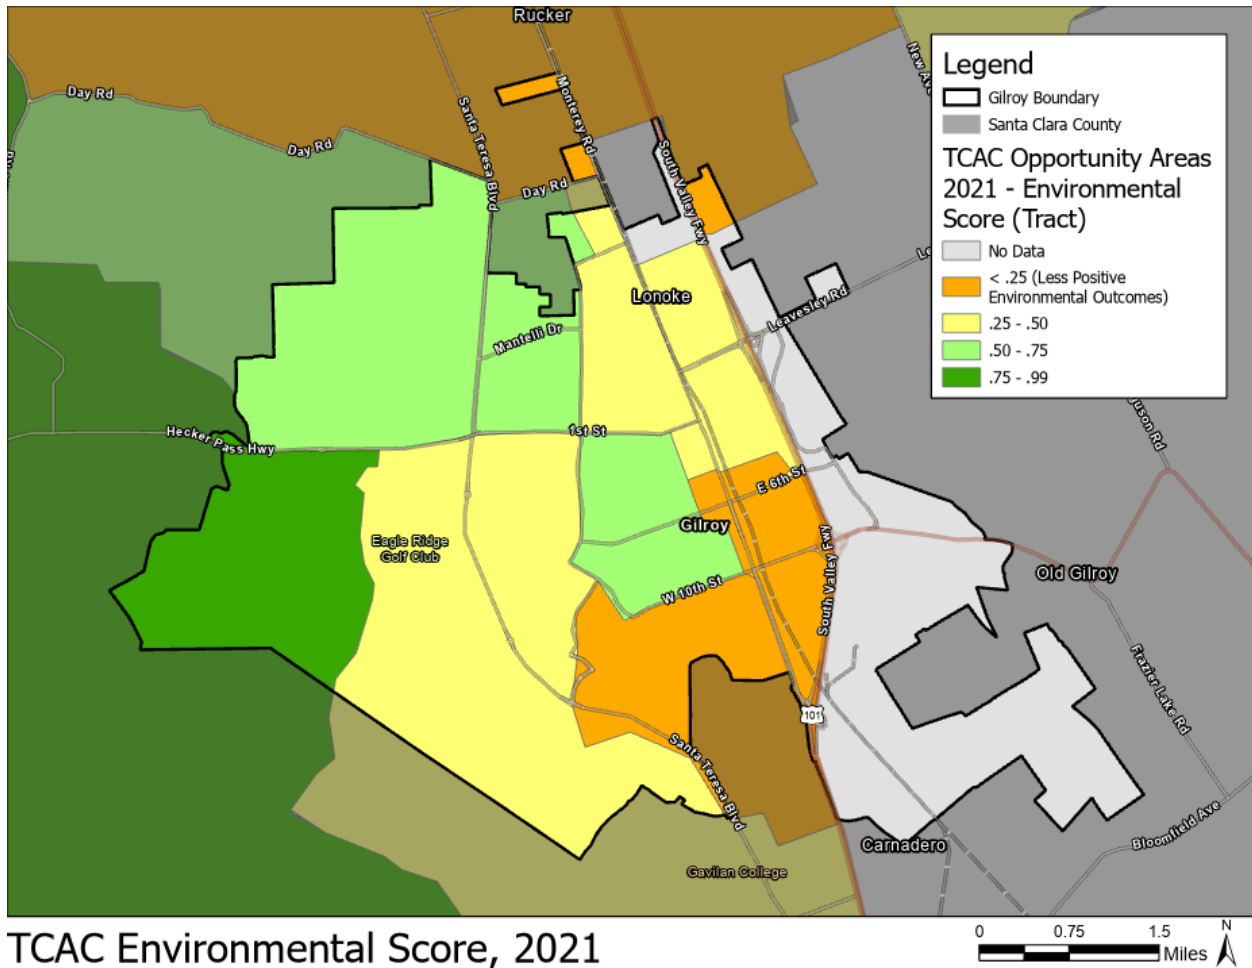 Rucker
New Ave
Legend
Gilroy Boundary
Santa Clara County
TCAC Opportunity Areas
2021 - Environmental
Score (Tract)
No Data
< .25 (Less Positive
Environmental Outcomes)
.25 - .50
.50 - .75
.75 - .99
Day Rd
Santa Teresa Blvd
Monterey Rd
Day Rd
South Valley Fwy
Day Rd
Lonoke
Leavesley Rd
Mantelli Dr
Hecker Pass Hwy
1st St
E 6th St
Gilroy
Eagle Ridge
Golf Club
South Valley Fwy
W 10th St
Old Gilroy
Frazier Lake Rd
101
Santa Teresa Blvd
Carnadero
Bloomfield Ave
Gavilan College
TCAC Environmental Score, 2021
0 0.75 1.5
Miles
N